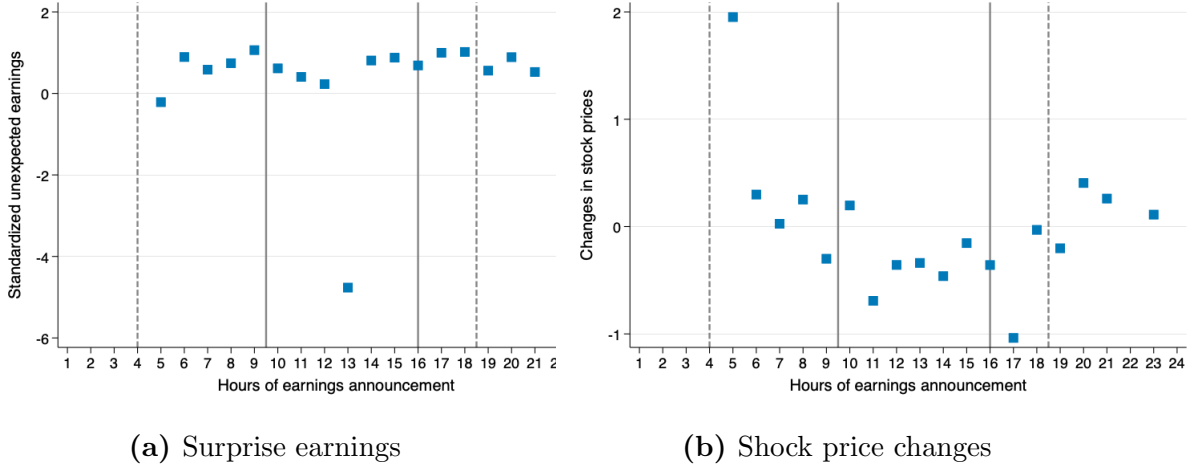 Standardized unexpected earnings
2
0
-2
-4
-6
1 2 3 4 5 6 7 8 9 10 11 12 13 14 15 16 17 18 19 20 21 2
Hours of earnings announcement
(a) Surprise earnings
Changes in stock prices
2
1
0
-1
1 2 3 4 5 6 7 8 9 10 11 12 13 14 15 16 17 18 19 20 21 22 23 24
Hours of earnings announcement
(b) Shock price changes